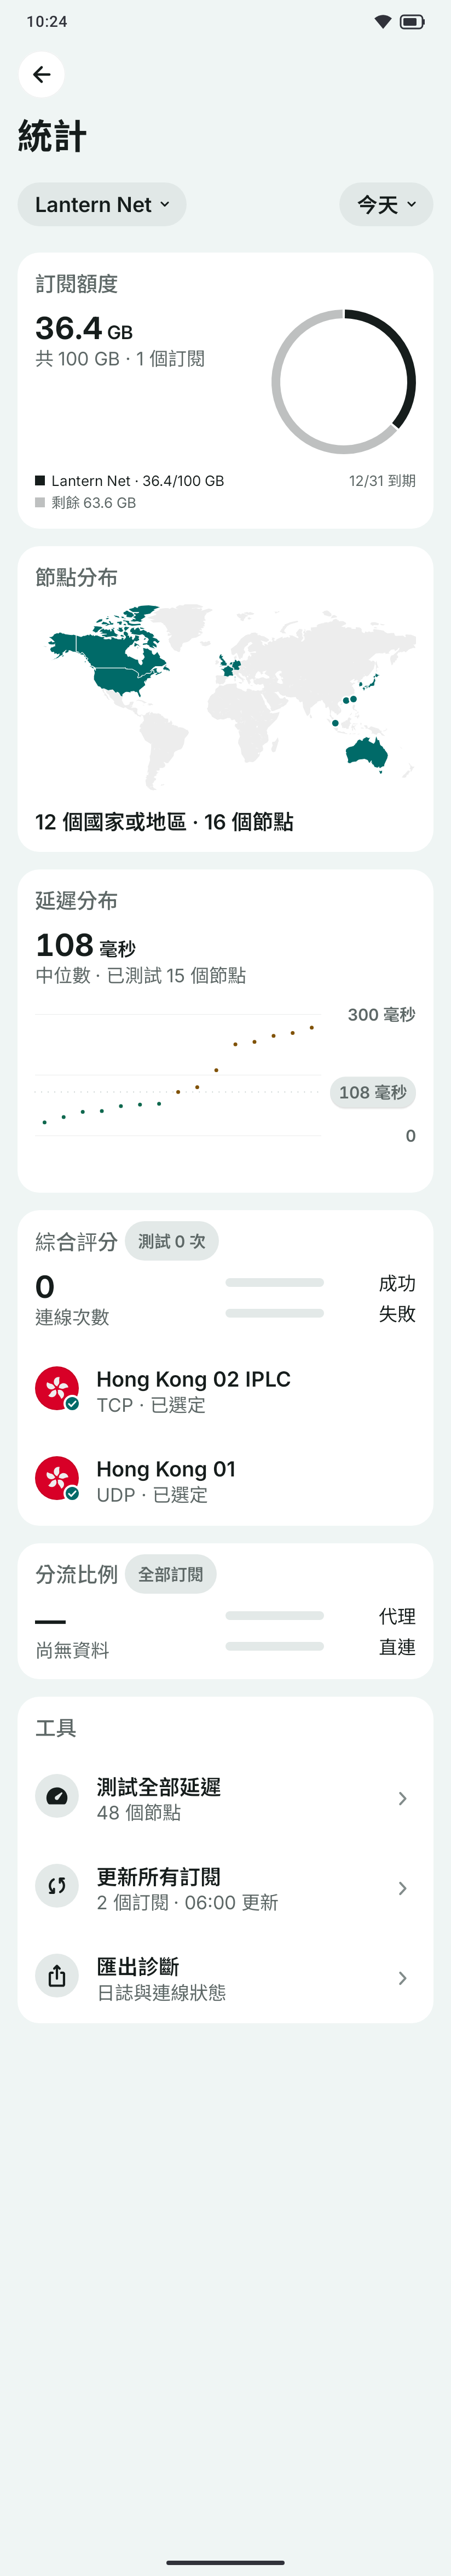 10:24
統計
Lantern Net
今天
訂閱額度
36.4 GB
共 100 GB · 1 個訂閱
Lantern Net · 36.4/100 GB
12/31 到期
剩餘 63.6 GB
節點分布
12 個國家或地區 · 16 個節點
延遲分布
108 毫秒
中位數 · 已測試 15 個節點
300 毫秒
108 毫秒
0
綜合評分
測試 0 次
0
連線次數
成功
失敗
Hong Kong 02 IPLC
TCP · 已選定
Hong Kong 01
UDP · 已選定
分流比例
全部訂閱
—
尚無資料
代理
直連
工具
測試全部延遲
48 個節點
更新所有訂閱
2 個訂閱 · 06:00 更新
匯出診斷
日誌與連線狀態